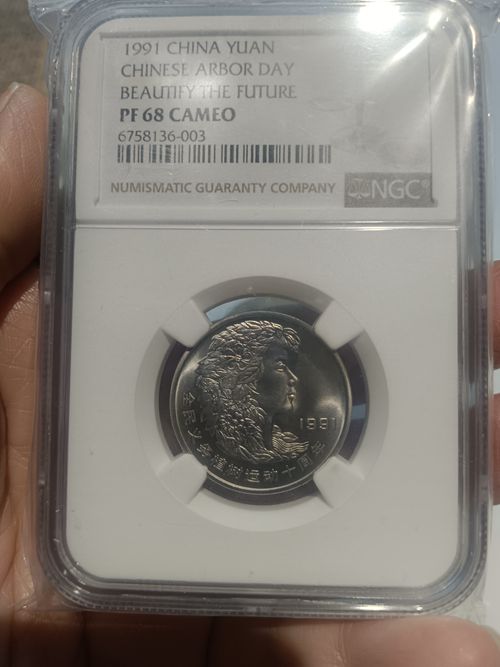 1991 CHINA YUAN
CHINESE ARBOR DAY
BEAUTIFY THE FUTURE
PF 68 CAMEO
6758136-003
NUMISMATIC GUARANTY COMPANY NGC®
1991
全民义务植树运动十周年